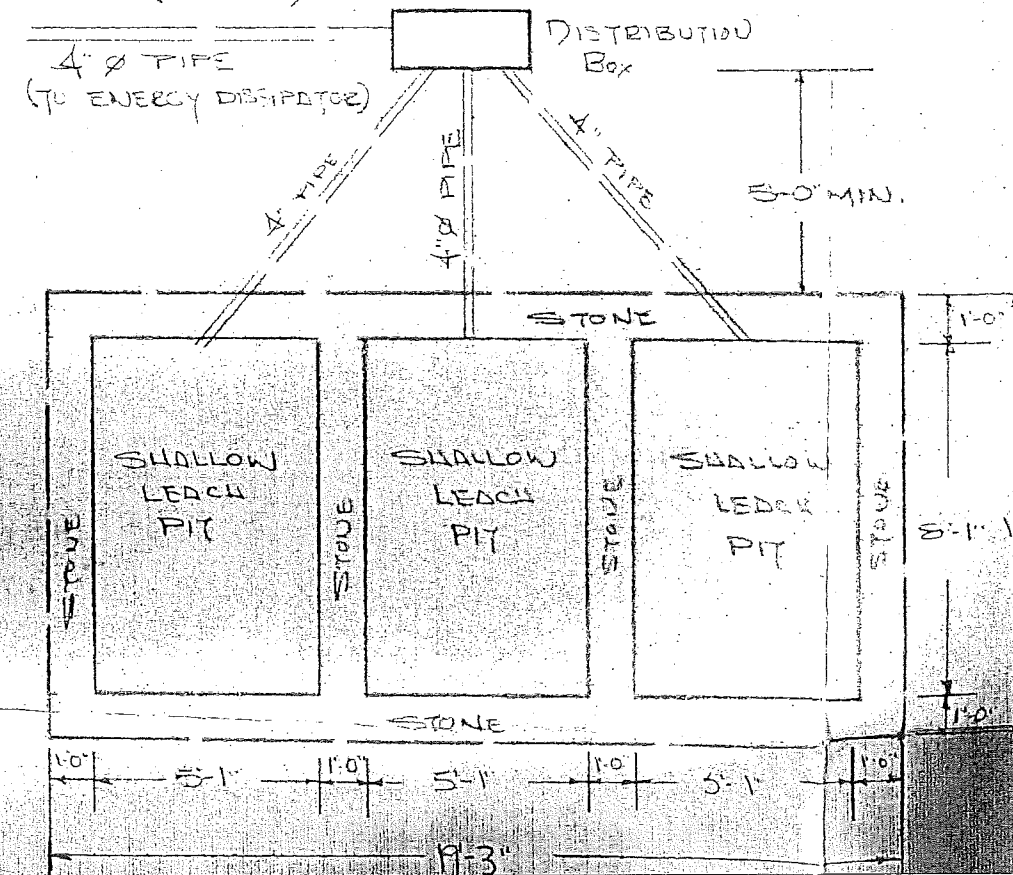 DISTRIBUTION
BOX
4" Ø PIPE
(TO ENERGY DISSIPATOR)
4" PIPE
4" Ø PIPE
4" PIPE
5'-0" MIN.
STONE
1'-0"
SHALLOW
LEACH
PIT
SHALLOW
LEACH
PIT
SHALLOW
LEACH
PIT
STONE
STONE
STONE
STONE
8'-1"
STONE
1'-0"
1'-0"
5'-1"
1'-0"
5'-1"
1'-0
5'-1"
1'-0"
19'-3"